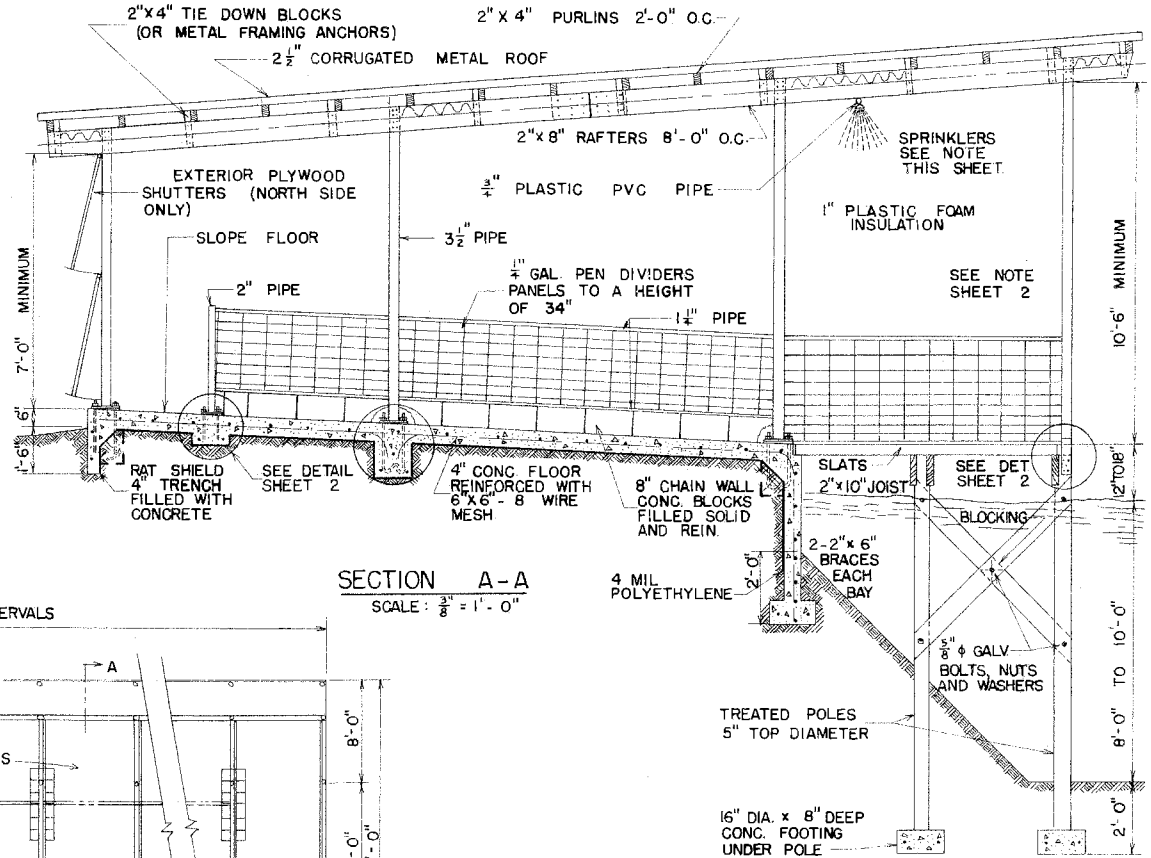 2"X4" TIE DOWN BLOCKS
(OR METAL FRAMING ANCHORS)
2 1/2" CORRUGATED METAL ROOF
2" X 4" PURLINS 2'-0" O.C.
2"x8" RAFTERS 8'-0" O.C.
SPRINKLERS
SEE NOTE
THIS SHEET.
EXTERIOR PLYWOOD
SHUTTERS (NORTH SIDE
ONLY)
3/4" PLASTIC PVC PIPE
1" PLASTIC FOAM
INSULATION
SLOPE FLOOR
3 1/2" PIPE
1/4" GAL. PEN DIVIDERS
PANELS TO A HEIGHT
OF 34"
2" PIPE
1 1/4" PIPE
SEE NOTE
SHEET 2
7'-0" MINIMUM
10'-6" MINIMUM
6"
1'-6"
RAT SHIELD
4" TRENCH
FILLED WITH
CONCRETE
SEE DETAIL
SHEET 2
4" CONC. FLOOR
REINFORCED WITH
6"X6"-8 WIRE
MESH
8" CHAIN WALL
CONC. BLOCKS
FILLED SOLID
AND REIN.
SLATS
2"x10" JOIST
SEE DET
SHEET 2
12"TO18"
BLOCKING
SECTION A-A
SCALE: 3/8" = 1'-0"
4 MIL
POLYETHYLENE
2'-0"
2-2"x 6"
BRACES
EACH
BAY
5/8" ϕ GALV
BOLTS, NUTS
AND WASHERS
8'-0" TO 10'-0"
TREATED POLES
5" TOP DIAMETER
16" DIA. x 8" DEEP
CONC. FOOTING
UNDER POLE
2'-0"
ERVALS
A
8'-0"
S
-0"
'-0"